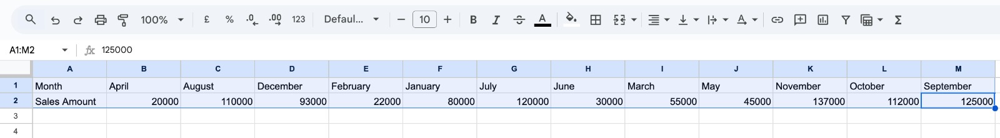 100% £ % .0 .00 123 Defaul... − 10 + B I S A A Σ
A1:M2 fx 125000
A B C D E F G H I J K L M
1 Month April August December February January July June March May November October September
2 Sales Amount 20000 110000 93000 22000 80000 120000 30000 55000 45000 137000 112000 125000
3
4